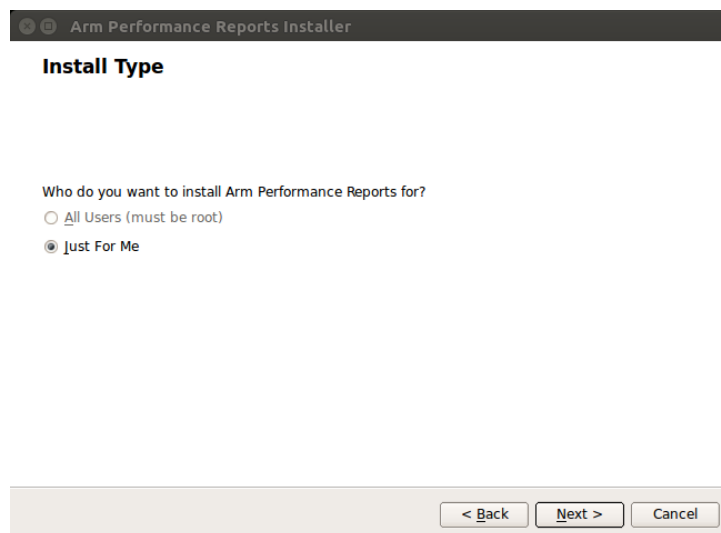 Arm Performance Reports Installer
Install Type
Who do you want to install Arm Performance Reports for?
All Users (must be root)
Just For Me
< Back Next > Cancel